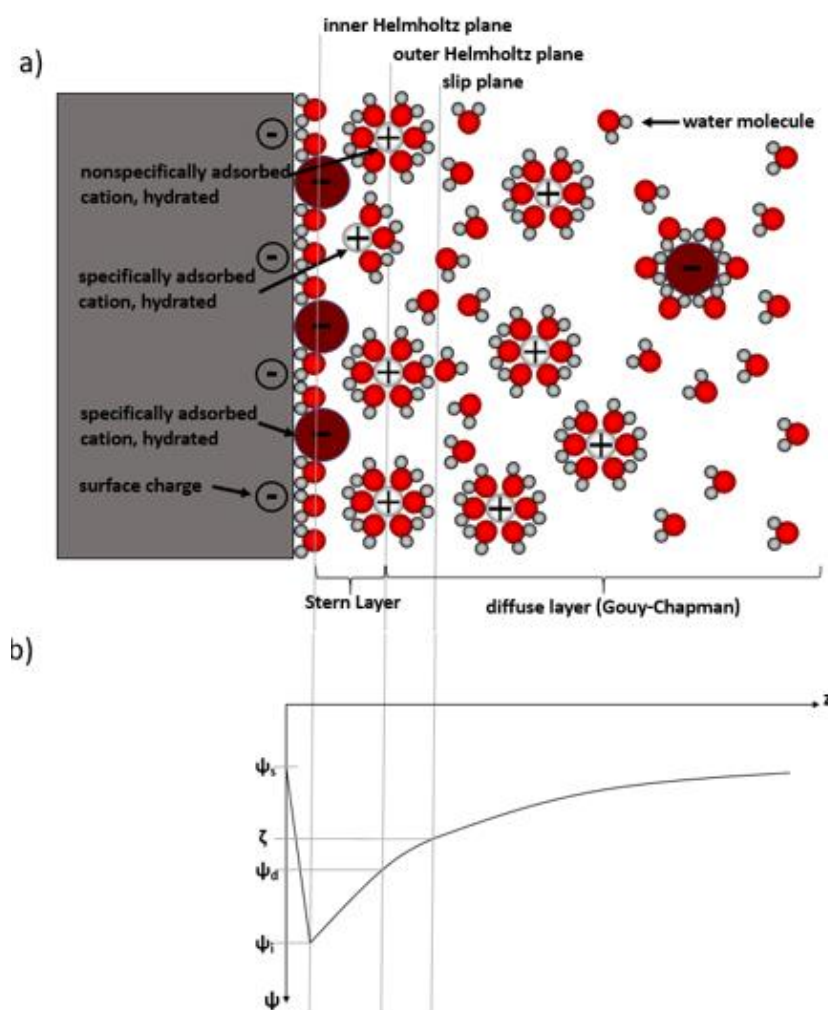 inner Helmholtz plane
outer Helmholtz plane
slip plane
a)
water molecule
nonspecifically adsorbed
cation, hydrated
specifically adsorbed
cation, hydrated
specifically adsorbed
cation, hydrated
surface charge
-
-
-
-
-
-
-
-
+
+
+
+
+
+
+
+
Stern Layer
diffuse layer (Gouy-Chapman)
b)
z
ψs
ζ
ψd
ψi
ψ